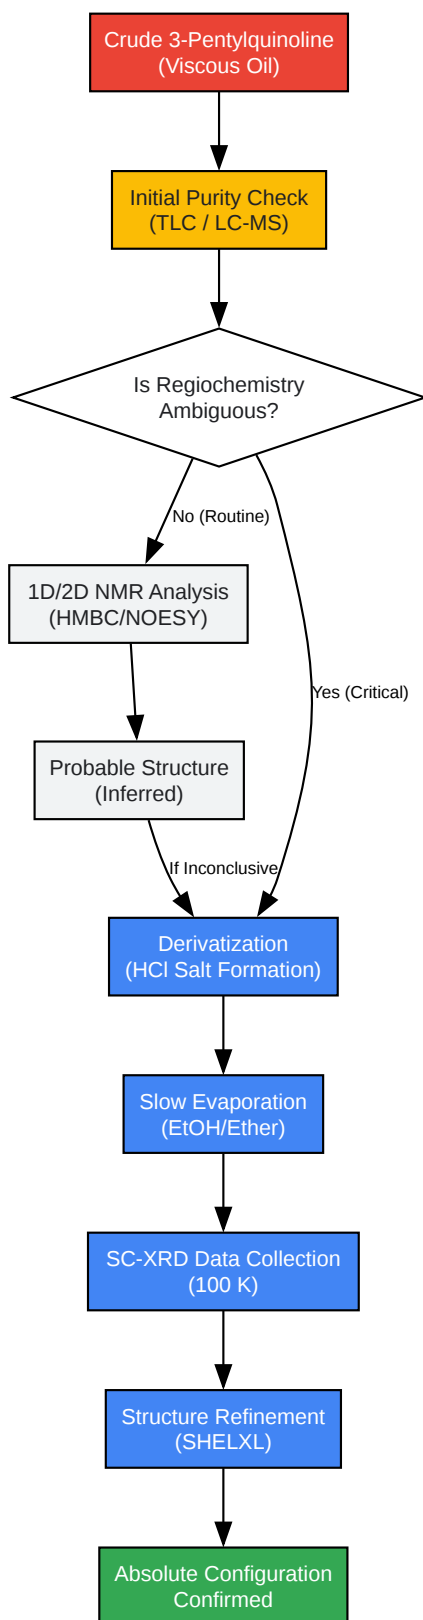 Crude 3-Pentylquinoline
(Viscous Oil)
Initial Purity Check
(TLC / LC-MS)
Is Regiochemistry
Ambiguous?
No (Routine)
1D/2D NMR Analysis
(HMBC/NOESY)
Yes (Critical)
Probable Structure
(Inferred)
If Inconclusive
Derivatization
(HCl Salt Formation)
Slow Evaporation
(EtOH/Ether)
SC-XRD Data Collection
(100 K)
Structure Refinement
(SHELXL)
Absolute Configuration
Confirmed